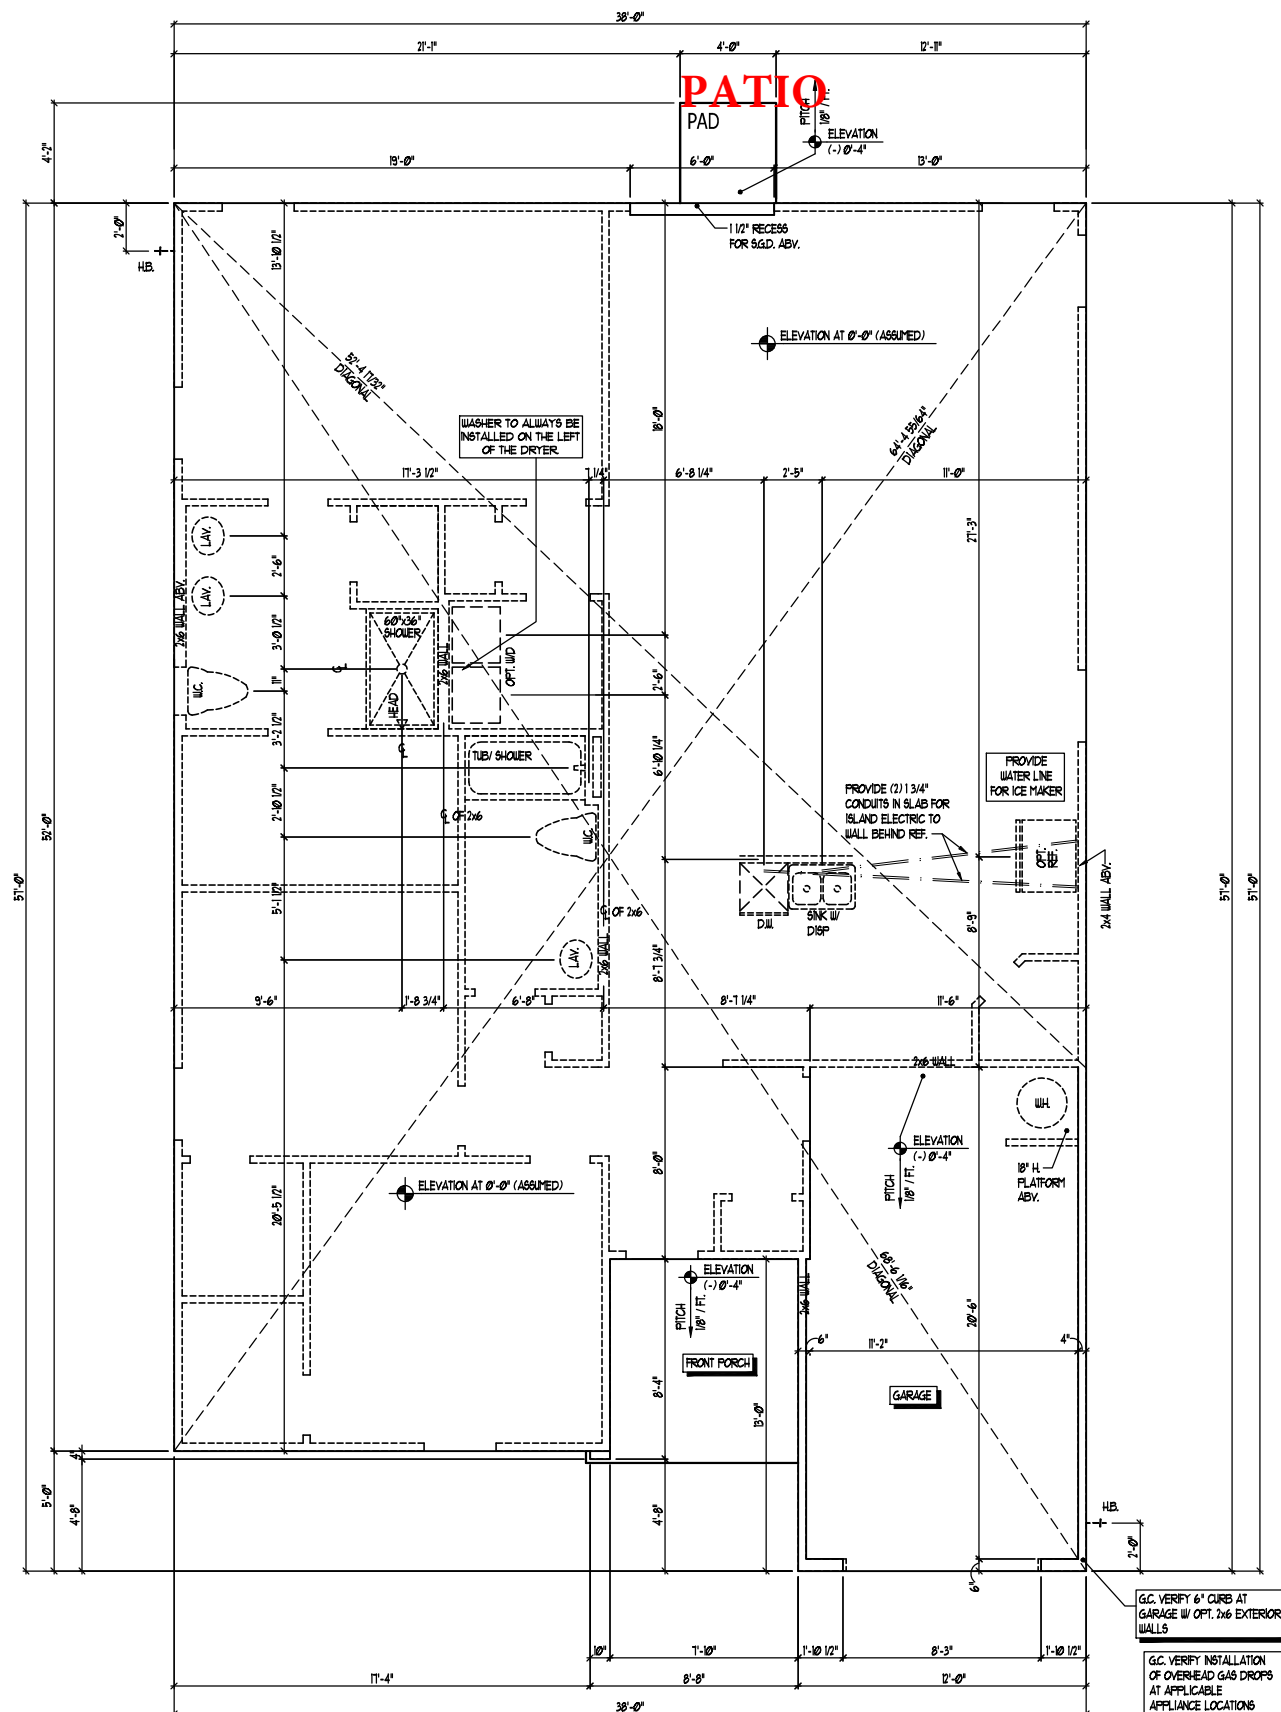 38'-0"
21'-1"
4'-0"
12'-11"
PATIO
PAD
PITCH
1/8" / FT.
ELEVATION
(-) 0'-4"
4'-2"
19'-0"
6'-0"
13'-0"
2'-0"
H.B.
13'-10 1/2"
1 1/2" RECESS
FOR S.G.D. ABV.
ELEVATION AT 0'-0" (ASSUMED)
52'-4 17/32"
DIAGONAL
WASHER TO ALWAYS BE
INSTALLED ON THE LEFT
OF THE DRYER.
18'-0"
64'-4 55/64"
DIAGONAL
17'-3 1/2"
7 1/4"
6'-8 1/4"
2'-5"
11'-0"
27'-3"
LAV.
2'-6"
LAV.
2x6 WALL ABV.
3'-0 1/2"
60"x36"
SHOWER
2x6 WALL
OPT. W/D
W.C.
11"
HEAD
2'-6"
3'-2 1/2"
TUB/ SHOWER
6'-10 1/4"
PROVIDE
WATER LINE
FOR ICE MAKER
PROVIDE (2) 1 3/4"
CONDUITS IN SLAB FOR
ISLAND ELECTRIC TO
WALL BEHIND REF.
2'-10 1/2"
℄ OF 2x6
W.C.
OPT.
REF.
2x4 WALL ABV.
52'-0"
57'-0"
57'-0"
57'-0"
5'-1 1/2"
℄ OF 2x6
D.W.
SINK W/
DISP
8'-9"
LAV.
2x6 WALL
8'-7 3/4"
9'-6"
1'-8 3/4"
6'-8"
8'-7 1/4"
11'-6"
2x6 WALL
W.H.
ELEVATION
(-) 0'-4"
PITCH
1/8" / FT.
18" H.
PLATFORM
ABV.
8'-0"
ELEVATION AT 0'-0" (ASSUMED)
20'-5 1/2"
ELEVATION
(-) 0'-4"
PITCH
1/8" / FT.
2x6 WALL
68'-6 1/16"
DIAGONAL
20'-6"
6"
11'-2"
4"
FRONT PORCH
8'-4"
13'-0"
GARAGE
4"
5'-0"
4'-8"
4'-8"
H.B.
2'-0"
6"
G.C. VERIFY 6" CURB AT
GARAGE W/ OPT. 2x6 EXTERIOR
WALLS
10"
7'-10"
1'-10 1/2"
8'-3"
1'-10 1/2"
G.C. VERIFY INSTALLATION
OF OVERHEAD GAS DROPS
AT APPLICABLE
APPLIANCE LOCATIONS
17'-4"
8'-8"
12'-0"
38'-0"